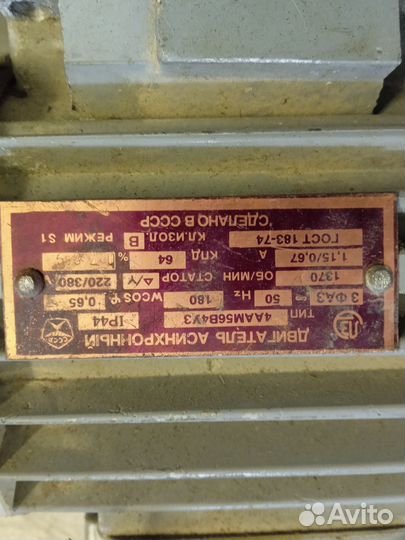 ДВИГАТЕЛЬ АСИНХРОННЫЙ
ТИП 4ААМ56В4У3 IP44
3 ФАЗ ~ 50 Hz 180 W COS φ 0,65
1370 ОБ/МИН СТАТОР Δ/Y 220/380 V
1,15/0,67 А КПД 64 %
ГОСТ 183-74 КЛ.ИЗОЛ. В РЕЖИМ S1
СДЕЛАНО В СССР
Avito